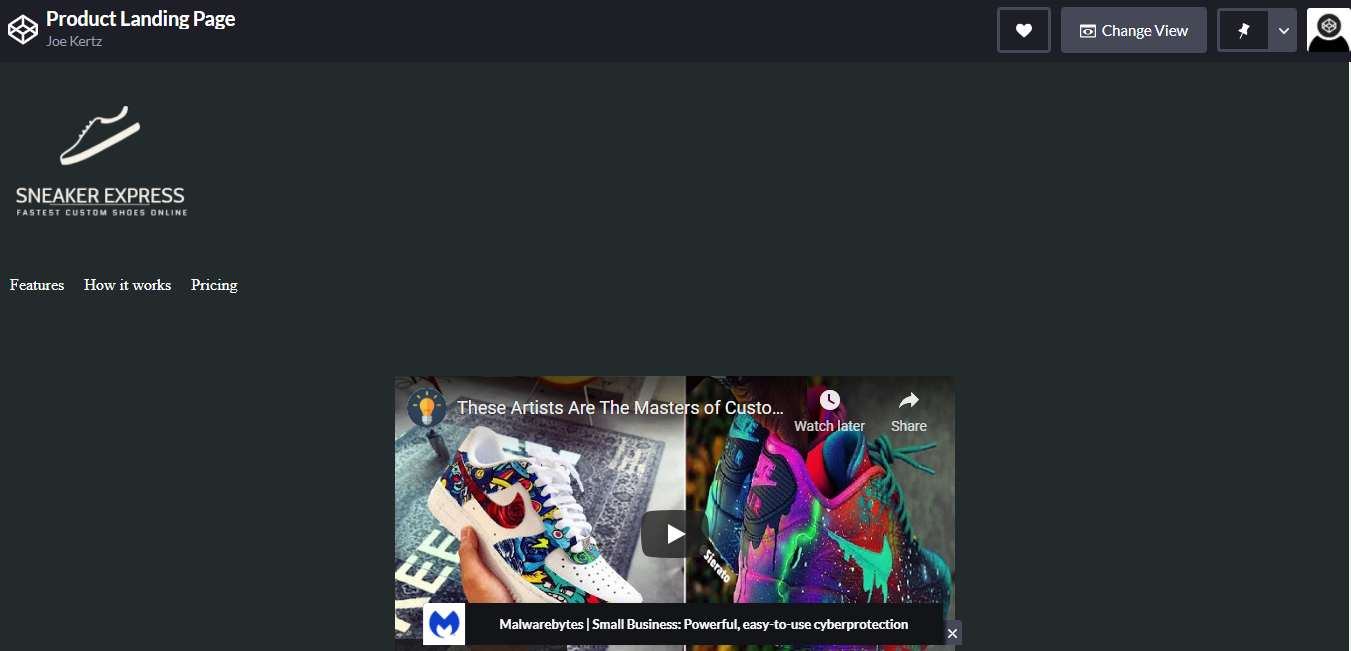 Product Landing Page
Joe Kertz
Change View
SNEAKER EXPRESS
FASTEST CUSTOM SHOES ONLINE
Features How it works Pricing
These Artists Are The Masters of Custo...
Watch later Share
Sferato
Malwarebytes | Small Business: Powerful, easy-to-use cyberprotection